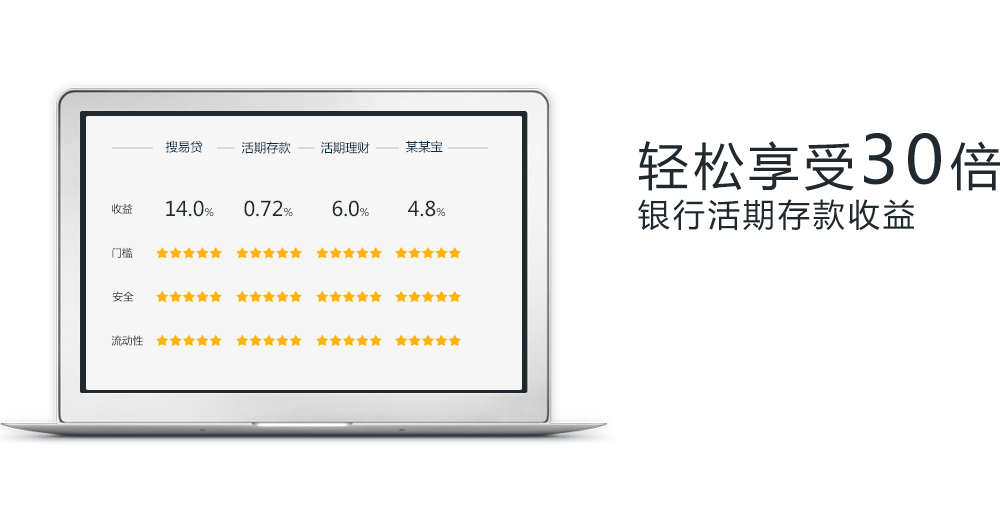 搜易贷 活期存款 活期理财 某某宝
收益 14.0% 0.72% 6.0% 4.8%
门槛
安全
流动性
轻松享受30倍
银行活期存款收益